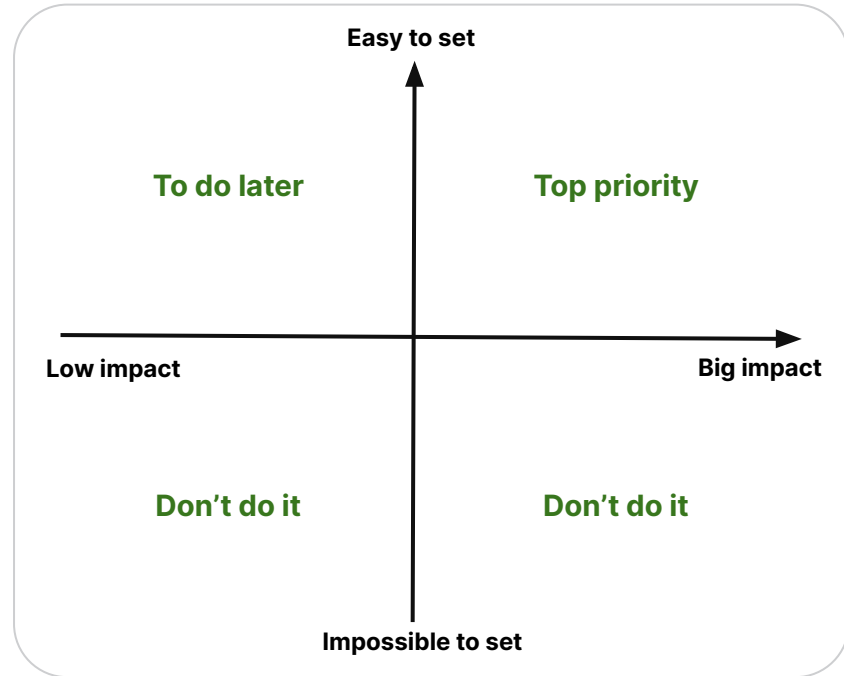 Easy to set
To do later
Top priority
Low impact
Big impact
Don’t do it
Don’t do it
Impossible to set